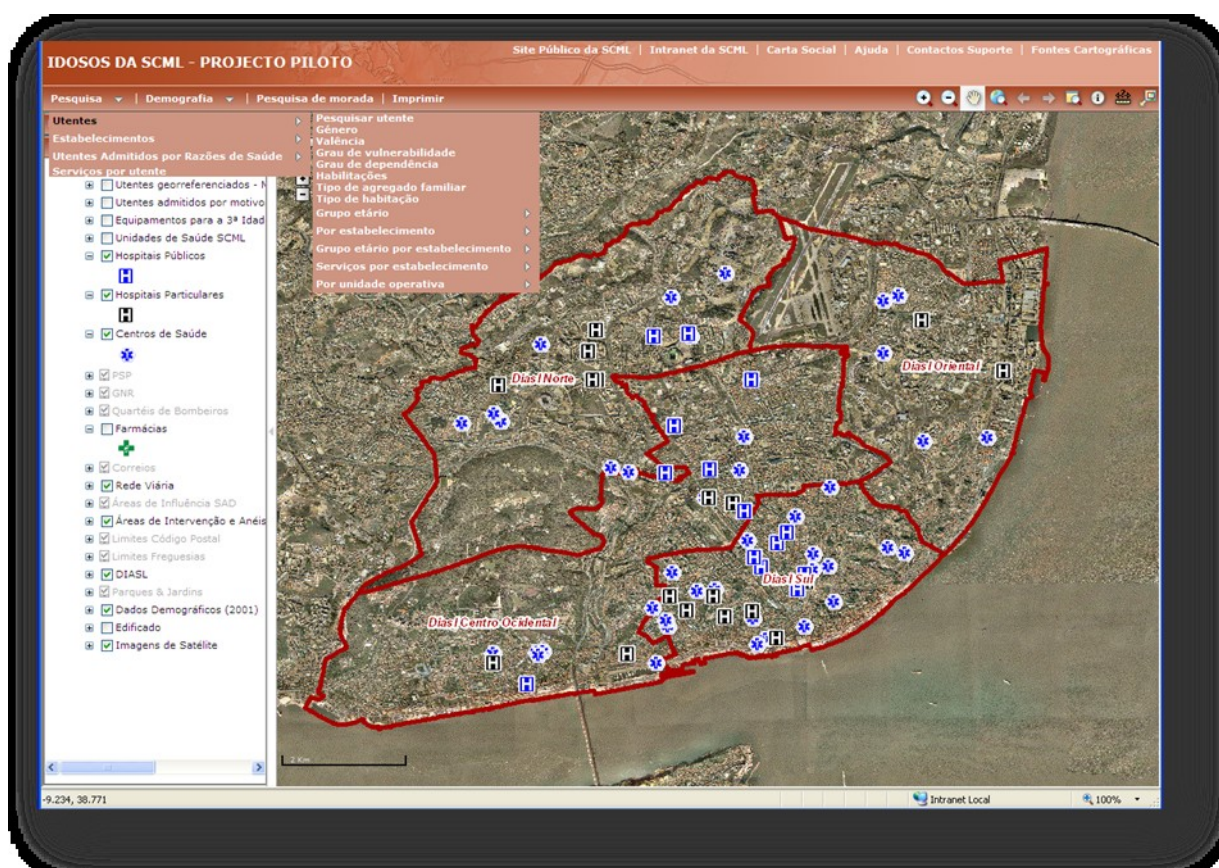 Site Público da SCML | Intranet da SCML | Carta Social | Ajuda | Contactos Suporte | Fontes Cartográficas
IDOSOS DA SCML - PROJECTO PILOTO
Pesquisa | Demografia | Pesquisa de morada | Imprimir
Utentes
Estabelecimentos
Utentes Admitidos por Razões de Saúde
Serviços por utente
Pesquisar utente
Género
Valência
Grau de vulnerabilidade
Grau de dependência
Habilitações
Tipo de agregado familiar
Tipo de habitação
Grupo etário
Por estabelecimento
Grupo etário por estabelecimento
Serviços por estabelecimento
Por unidade operativa
Utentes georreferenciados -
Utentes admitidos por motivo
Equipamentos para a 3ª Idad
Unidades de Saúde SCML
Hospitais Públicos
Hospitais Particulares
Centros de Saúde
PSP
GNR
Quartéis de Bombeiros
Farmácias
Correios
Rede Viária
Áreas de Influência SAD
Áreas de Intervenção e Anéis
Limites Código Postal
Limites Freguesias
DIASL
Parques & Jardins
Dados Demográficos (2001)
Edificado
Imagens de Satélite
Dias l Norte
Dias l Oriental
Dias l Sul
Dias l Centro Ocidental
2 Km
-9.234, 38.771
Intranet Local
100%